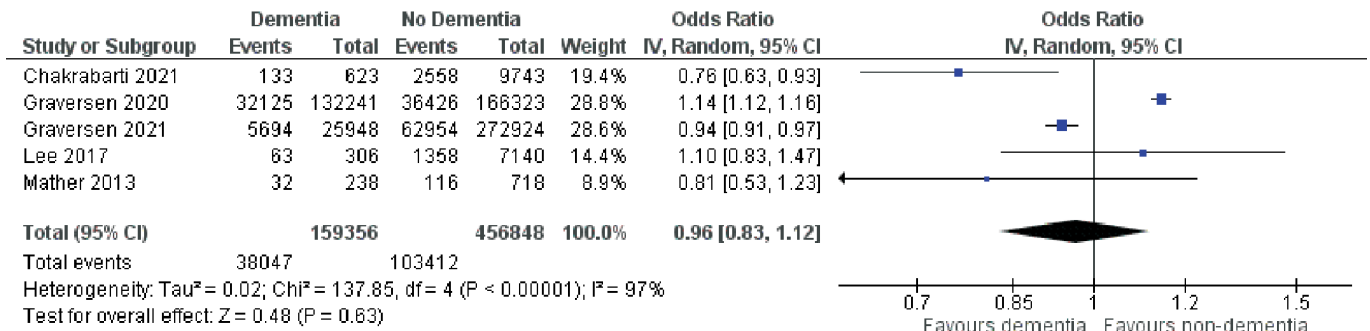 Dementia No Dementia Odds Ratio Odds Ratio
Study or Subgroup Events Total Events Total Weight IV, Random, 95% CI IV, Random, 95% CI
Chakrabarti 2021 133 623 2558 9743 19.4% 0.76 [0.63, 0.93]
Graversen 2020 32125 132241 36426 166323 28.8% 1.14 [1.12, 1.16]
Graversen 2021 5694 25948 62954 272924 28.6% 0.94 [0.91, 0.97]
Lee 2017 63 306 1358 7140 14.4% 1.10 [0.83, 1.47]
Mather 2013 32 238 116 718 8.9% 0.81 [0.53, 1.23]
Total (95% CI) 159356 456848 100.0% 0.96 [0.83, 1.12]
Total events 38047 103412
Heterogeneity: Tau² = 0.02; Chi² = 137.85, df = 4 (P < 0.00001); I² = 97%
Test for overall effect: Z = 0.48 (P = 0.63)
0.7 0.85 1 1.2 1.5
Favours dementia Favours non-dementia